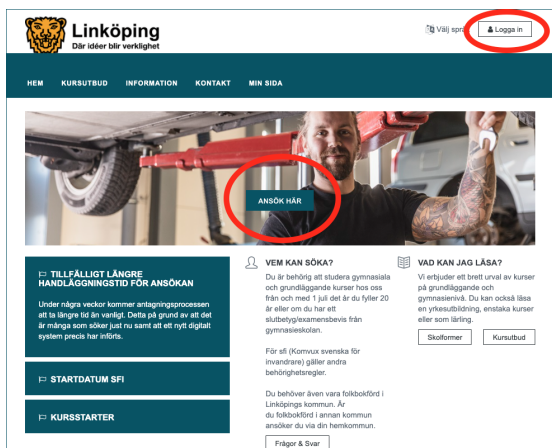 Linköping
Där idéer blir verklighet
Välj språk
Logga in
HEM KURSUTBUD INFORMATION KONTAKT MIN SIDA
ANSÖK HÄR
TILLFÄLLIGT LÄNGRE
HANDLÄGGNINGSTID FÖR ANSÖKAN
Under några veckor kommer antagningsprocessen
att ta längre tid än vanligt. Detta på grund av att det
är många som söker just nu samt att ett nytt digitalt
system precis har införts.
STARTDATUM SFI
KURSSTARTER
VEM KAN SÖKA?
Du är behörig att studera gymnasiala
och grundläggande kurser hos oss
från och med 1 juli det år du fyller 20
år eller om du har ett
slutbetyg/examensbevis från
gymnasieskolan.
För sfi (Komvux svenska för
invandrare) gäller andra
behörighetsregler.
Du behöver även vara folkbokförd i
Linköpings kommun. Är
du folkbokförd i annan kommun
ansöker du via din hemkommun.
Frågor & Svar
VAD KAN JAG LÄSA?
Vi erbjuder ett brett urval av kurser
på grundläggande och
gymnasienivå. Du kan också läsa
en yrkesutbildning, enstaka kurser
eller som lärling.
Skolformer Kursutbud